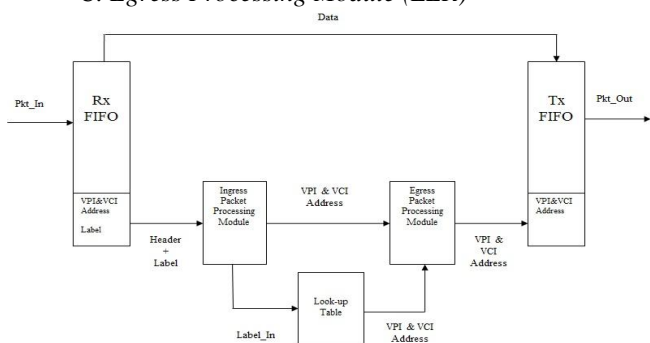 Egress Processing Module (LER)
Data
Pkt_In
Rx
FIFO
VPI&VCI
Address
Label
Header
+
Label
Ingress
Packet
Processing
Module
VPI & VCI
Address
Label_In
Look-up
Table
VPI & VCI
Address
Egress
Packet
Processing
Module
VPI &
VCI
Address
Tx
FIFO
VPI&VCI
Address
Pkt_Out